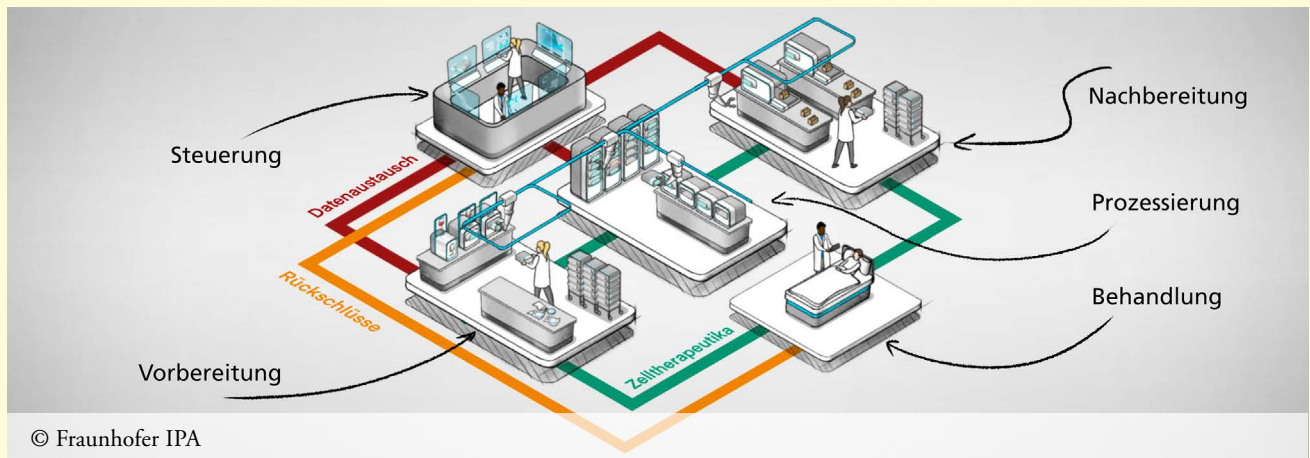 Steuerung
Nachbereitung
Datenaustausch
Prozessierung
Rückschlüsse
Behandlung
Zelltherapeutika
Vorbereitung
© Fraunhofer IPA